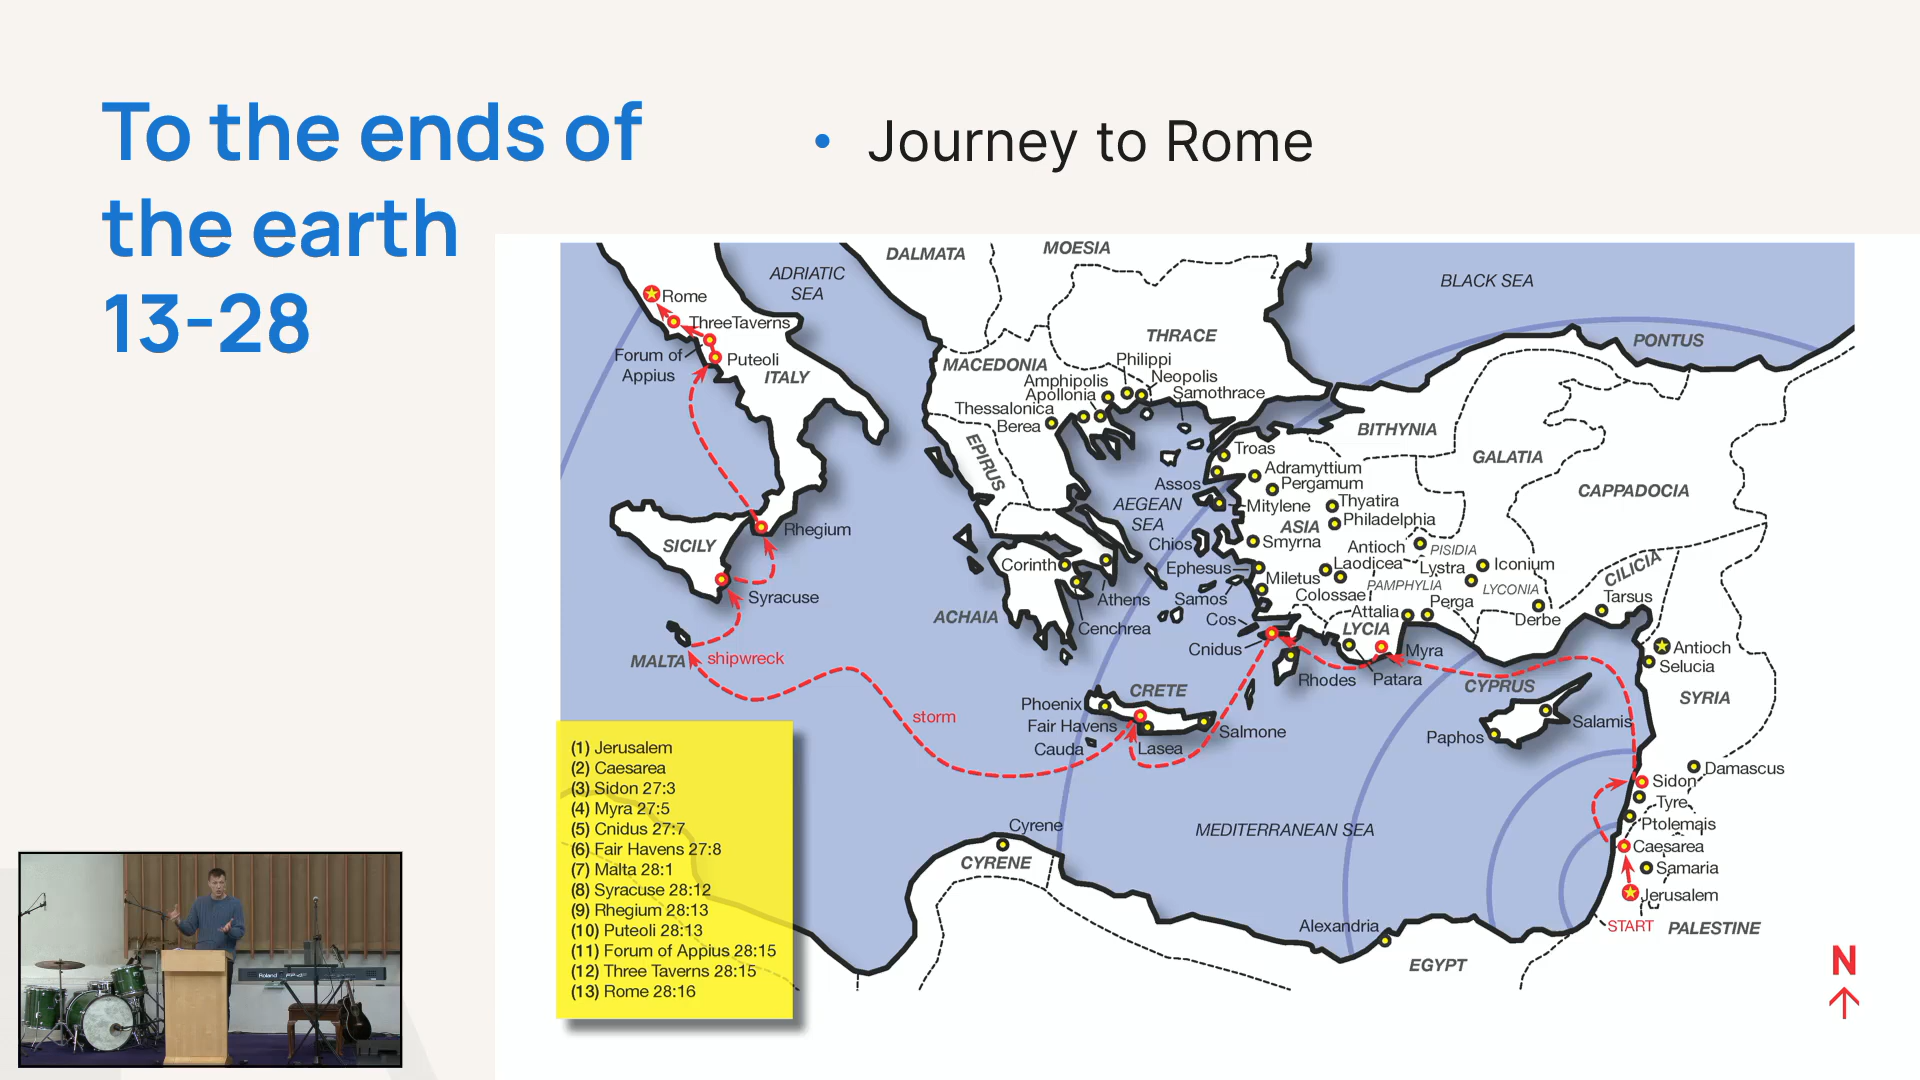 To the ends of
the earth
13-28
• Journey to Rome
DALMATA
MOESIA
ADRIATIC
SEA
BLACK SEA
Rome
ThreeTaverns
THRACE
PONTUS
Forum of
Appius
Puteoli
ITALY
MACEDONIA
Philippi
Neopolis
Amphipolis
Apollonia
Samothrace
Thessalonica
Berea
BITHYNIA
EPIRUS
Troas
GALATIA
Adramyttium
Pergamum
Assos
CAPPADOCIA
AEGEAN
SEA
Mitylene
Thyatira
ASIA
Philadelphia
Rhegium
SICILY
Chios
Smyrna
Antioch
PISIDIA
Corinth
Ephesus
Laodicea
Lystra
Iconium
CILICIA
Miletus
PAMPHYLIA
LYCONIA
Syracuse
Athens
Samos
Colossae
Perga
Tarsus
ACHAIA
Cenchrea
Cos
Attalia
LYCIA
Derbe
MALTA
shipwreck
Cnidus
Myra
Antioch
Selucia
Rhodes
Patara
CYPRUS
SYRIA
CRETE
Phoenix
storm
Fair Havens
Salmone
Salamis
Cauda
Lasea
Paphos
Damascus
Sidon
Tyre
Ptolemais
Cyrene
MEDITERRANEAN SEA
Caesarea
CYRENE
Samaria
Jerusalem
Alexandria
START
PALESTINE
EGYPT
N
(1) Jerusalem
(2) Caesarea
(3) Sidon 27:3
(4) Myra 27:5
(5) Cnidus 27:7
(6) Fair Havens 27:8
(7) Malta 28:1
(8) Syracuse 28:12
(9) Rhegium 28:13
(10) Puteoli 28:13
(11) Forum of Appius 28:15
(12) Three Taverns 28:15
(13) Rome 28:16
Roland